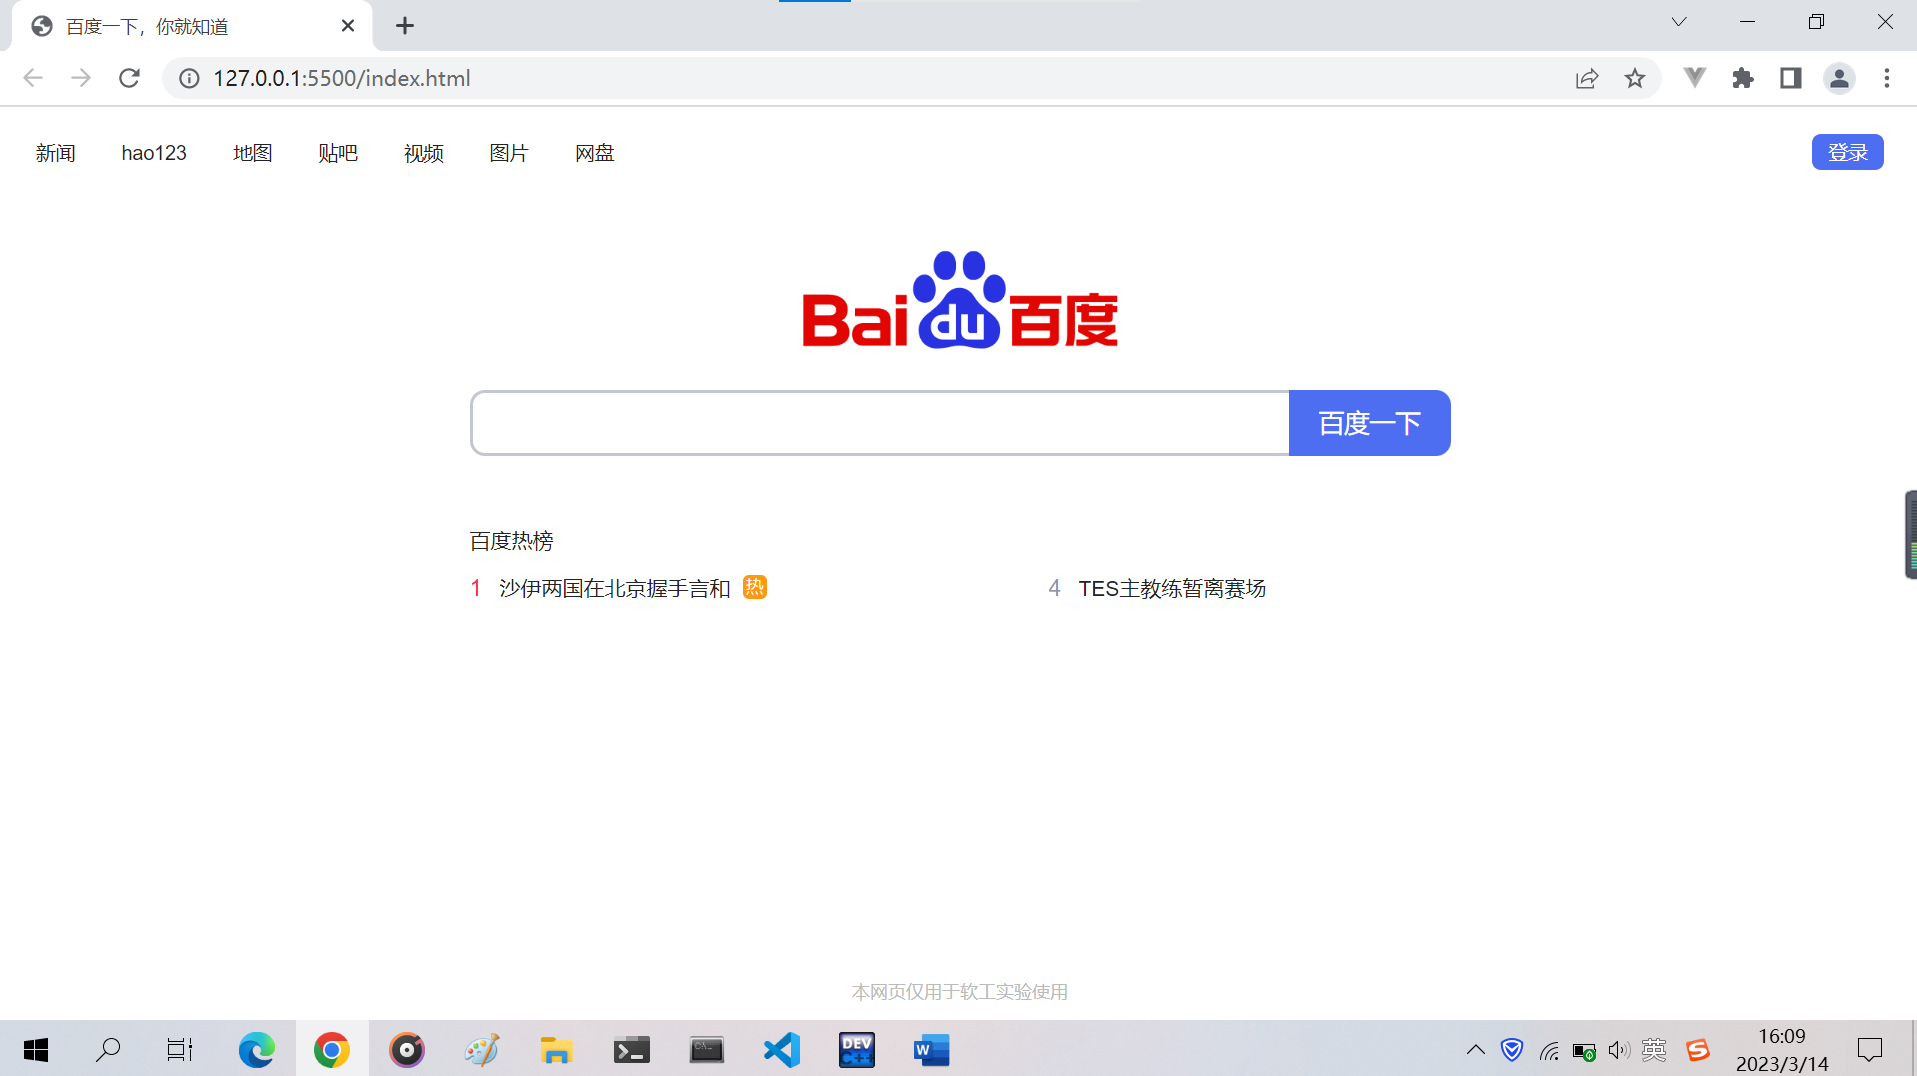 百度一下，你就知道
127.0.0.1:5500/index.html
新闻 hao123 地图 贴吧 视频 图片 网盘 登录
Bai du 百度
百度一下
百度热榜
1 沙伊两国在北京握手言和 热
4 TES主教练暂离赛场
本网页仅用于软工实验使用
DEV C++
W
英
S
16:09
2023/3/14